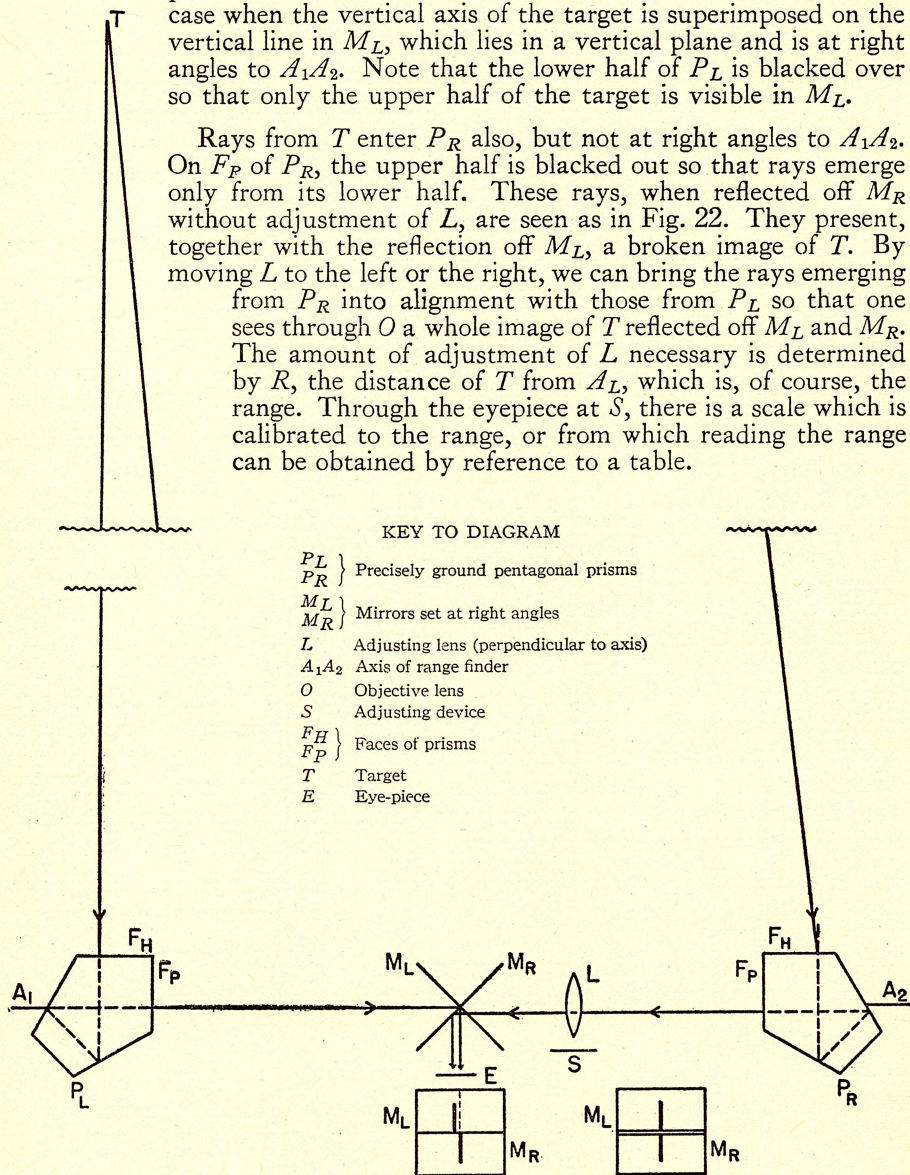 T
case when the vertical axis of the target is superimposed on the
vertical line in M_L, which lies in a vertical plane and is at right
angles to A₁A₂. Note that the lower half of P_L is blacked over
so that only the upper half of the target is visible in M_L.
Rays from T enter P_R also, but not at right angles to A₁A₂.
On F_P of P_R, the upper half is blacked out so that rays emerge
only from its lower half. These rays, when reflected off M_R
without adjustment of L, are seen as in Fig. 22. They present,
together with the reflection off M_L, a broken image of T. By
moving L to the left or the right, we can bring the rays emerging
from P_R into alignment with those from P_L so that one
sees through O a whole image of T reflected off M_L and M_R.
The amount of adjustment of L necessary is determined
by R, the distance of T from A_L, which is, of course, the
range. Through the eyepiece at S, there is a scale which is
calibrated to the range, or from which reading the range
can be obtained by reference to a table.
KEY TO DIAGRAM
P_L
P_R } Precisely ground pentagonal prisms
M_L
M_R } Mirrors set at right angles
L Adjusting lens (perpendicular to axis)
A₁A₂ Axis of range finder
O Objective lens
S Adjusting device
F_H
F_P } Faces of prisms
T Target
E Eye-piece
F_H
F_P
A₁
P_L
M_L
M_R
L
S
E
F_H
F_P
A₂
P_R
M_L
M_R
M_L
M_R